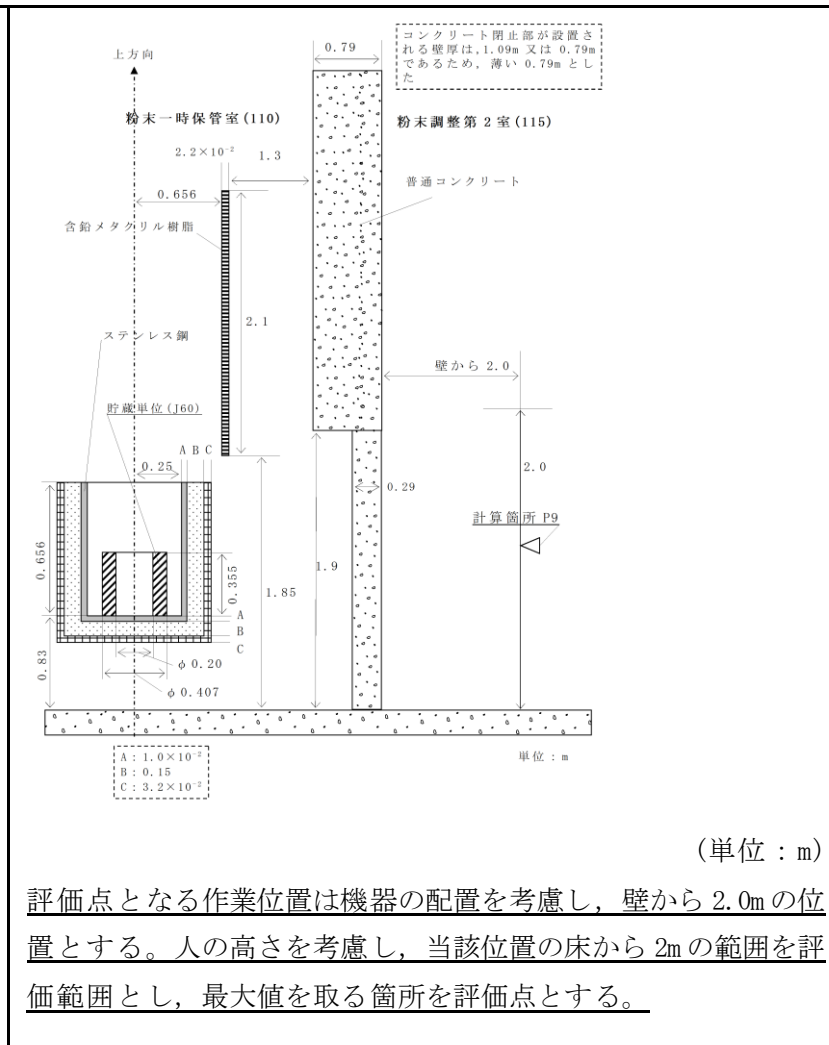 コンクリート閉止部が設置さ
れる壁厚は,1.09m 又は 0.79m
であるため, 薄い 0.79m とし
た
0.79
上方向
粉末一時保管室(110)
粉末調整第 2 室(115)
2.2×10⁻²
1.3
普通コンクリート
0.656
含鉛メタクリル樹脂
2.1
ステンレス鋼
壁から 2.0
貯蔵単位(J60)
A B C
0.25
2.0
0.29
計算箇所 P9
0.656
0.355
1.9
1.85
A
B
C
0.83
φ 0.20
φ 0.407
A : 1.0×10⁻²
B : 0.15
C : 3.2×10⁻²
単位 : m
(単位 : m)
評価点となる作業位置は機器の配置を考慮し, 壁から 2.0m の位
置とする。人の高さを考慮し, 当該位置の床から 2m の範囲を評
価範囲とし, 最大値を取る箇所を評価点とする。